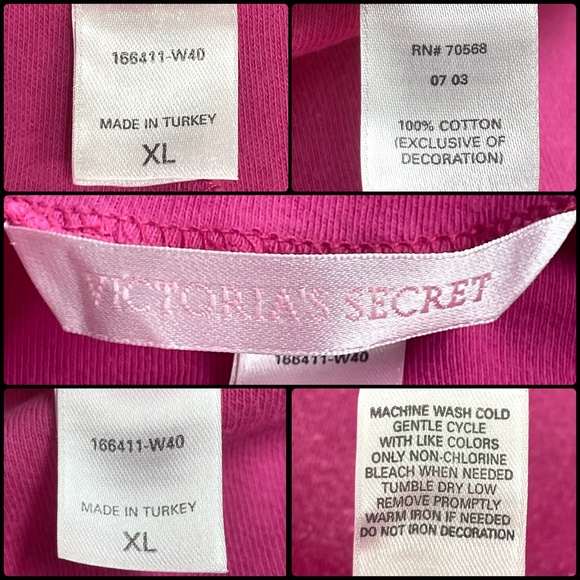 166411-W40
MADE IN TURKEY
XL
RN# 70568
07 03
100% COTTON
(EXCLUSIVE OF
DECORATION)
VICTORIA'S SECRET
166411-W40
166411-W40
MADE IN TURKEY
XL
MACHINE WASH COLD
GENTLE CYCLE
WITH LIKE COLORS
ONLY NON-CHLORINE
BLEACH WHEN NEEDED
TUMBLE DRY LOW
REMOVE PROMPTLY
WARM IRON IF NEEDED
DO NOT IRON DECORATION